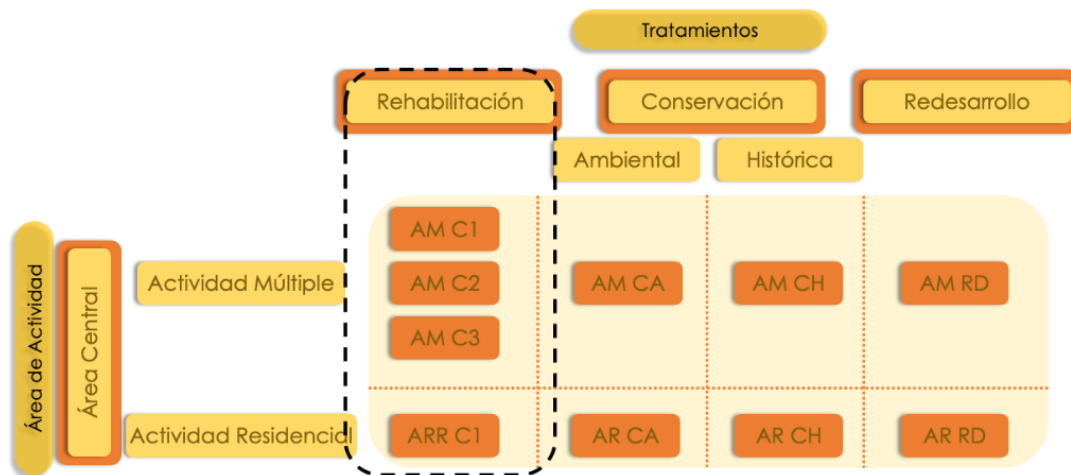 Tratamientos
Rehabilitación
Conservación
Redesarrollo
Ambiental
Histórica
Área de Actividad
Área Central
Actividad Múltiple
AM C1
AM C2
AM C3
AM CA
AM CH
AM RD
Actividad Residencial
ARR C1
AR CA
AR CH
AR RD